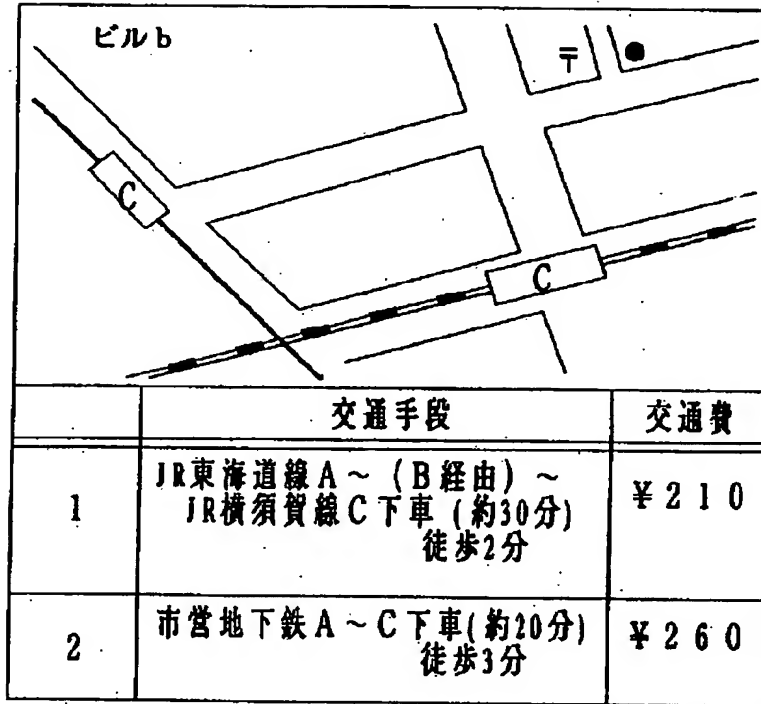 ビルb
〒
C
C
交通手段
交通費
1
JR東海道線A～（B経由）～
JR横須賀線C下車（約30分）
徒歩2分
￥210
2
市営地下鉄A～C下車(約20分)
徒歩3分
￥260